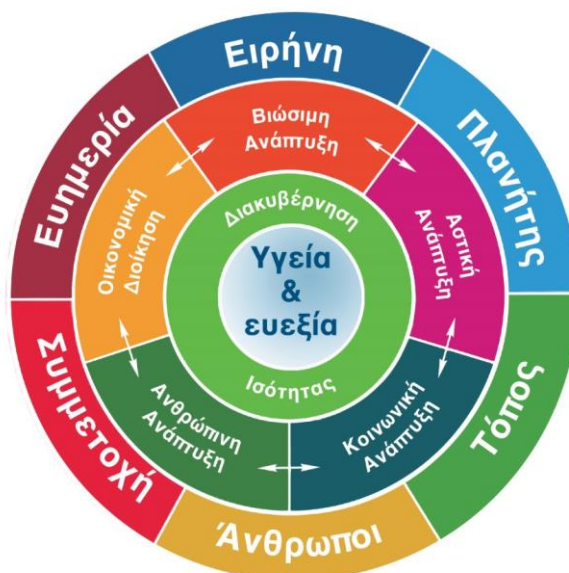 Ειρήνη
Πλανήτης
Τόπος
Άνθρωποι
Συμμετοχή
Ευημερία
Βιώσιμη
Ανάπτυξη
Αστική
Ανάπτυξη
Κοινωνική
Ανάπτυξη
Ανθρώπινη
Ανάπτυξη
Οικονομική
Διοίκηση
Διακυβέρνηση
Ισότητας
Υγεία
&
ευεξία